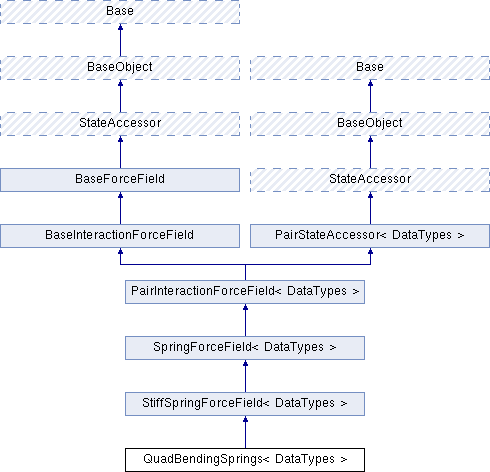 Base
BaseObject
Base
StateAccessor
BaseObject
BaseForceField
StateAccessor
BaseInteractionForceField
PairStateAccessor< DataTypes >
PairInteractionForceField< DataTypes >
SpringForceField< DataTypes >
StiffSpringForceField< DataTypes >
QuadBendingSprings< DataTypes >